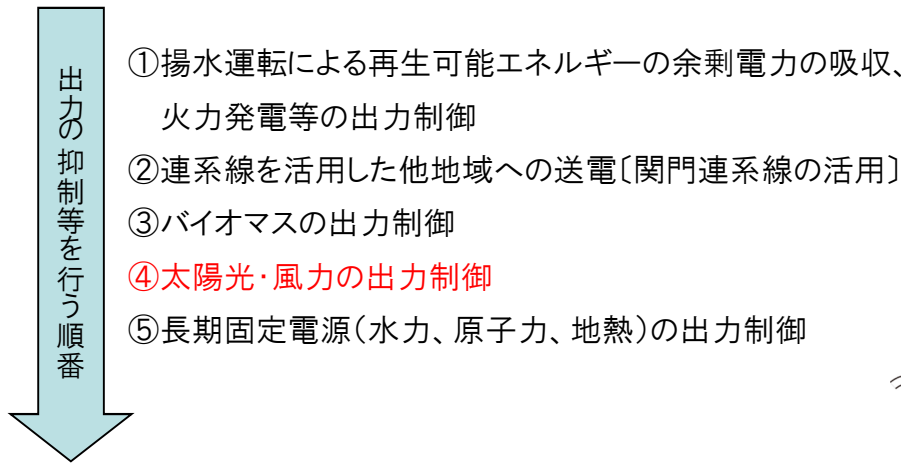 出力の抑制等を行う順番
①揚水運転による再生可能エネルギーの余剰電力の吸収、
火力発電等の出力制御
②連系線を活用した他地域への送電〔関門連系線の活用〕
③バイオマスの出力制御
④太陽光・風力の出力制御
⑤長期固定電源(水力、原子力、地熱)の出力制御